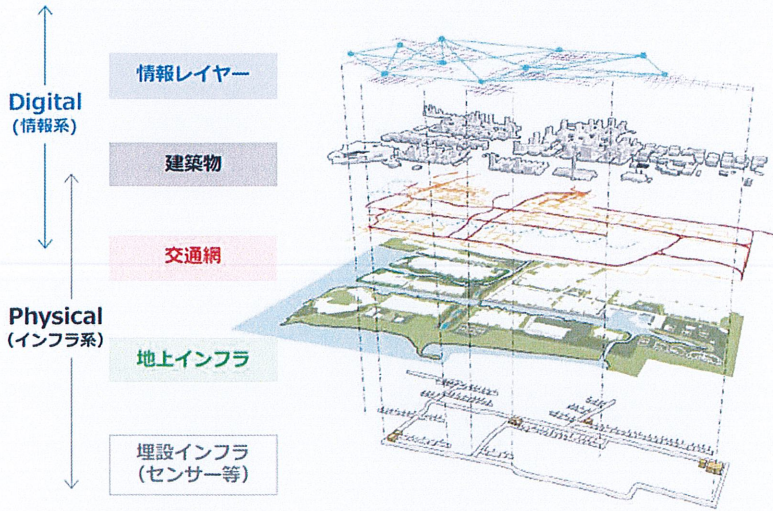 Digital
(情報系)
情報レイヤー
建築物
交通網
Physical
(インフラ系)
地上インフラ
埋設インフラ
(センサー等)